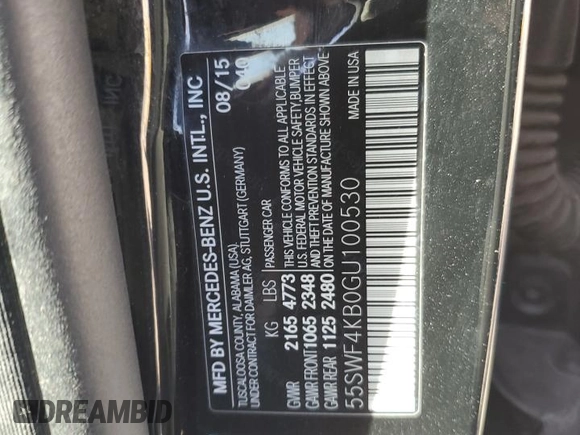 MFD BY MERCEDES-BENZ U.S. INT'L., INC
TUSCALOOSA COUNTY, ALABAMA (USA)
UNDER CONTRACT FOR DAIMLER AG, STUTTGART (GERMANY)
08/15
040
KG LBS
GVWR 2165 4773
GAWR FRONT 1065 2348
GAWR REAR 1125 2480
PASSENGER CAR
THIS VEHICLE CONFORMS TO ALL APPLICABLE
U.S. FEDERAL MOTOR VEHICLE SAFETY,BUMPER
AND THEFT PREVENTION STANDARDS IN EFFECT
ON THE DATE OF MANUFACTURE SHOWN ABOVE
MADE IN USA
55SWF4KB0GU100530
DREAMBID